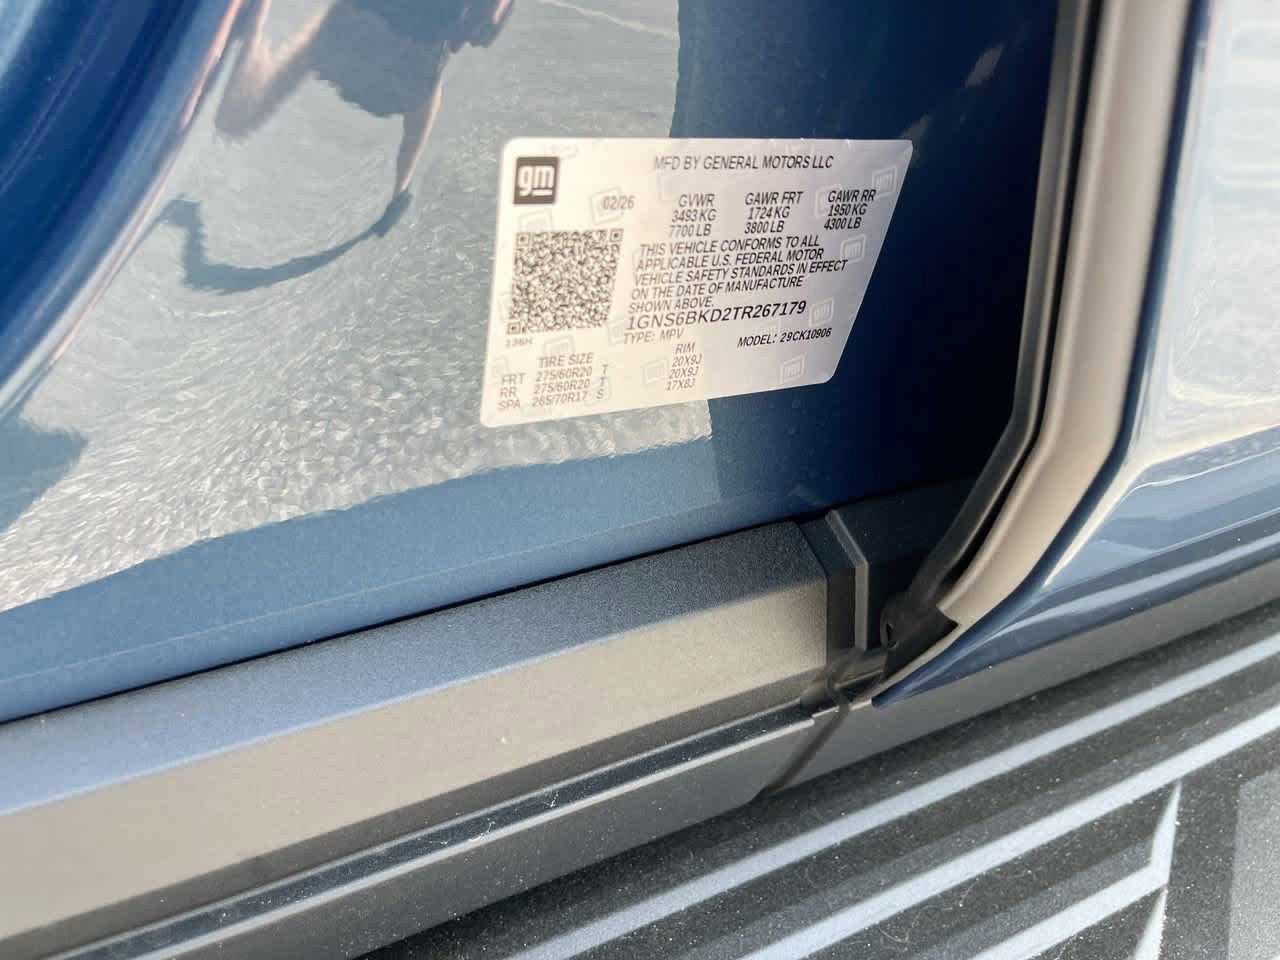 gm
MFD BY GENERAL MOTORS LLC
02/26 GVWR GAWR FRT GAWR RR
3493 KG 1724 KG 1950 KG
7700 LB 3800 LB 4300 LB
THIS VEHICLE CONFORMS TO ALL
APPLICABLE U.S. FEDERAL MOTOR
VEHICLE SAFETY STANDARDS IN EFFECT
ON THE DATE OF MANUFACTURE
SHOWN ABOVE.
1GNS6BKD2TR267179
TYPE: MPV MODEL: 29CK10906
TIRE SIZE RIM
FRT 275/60R20 T 20X9J
RR 275/60R20 T 20X9J
SPA 265/70R17 S 17X8J